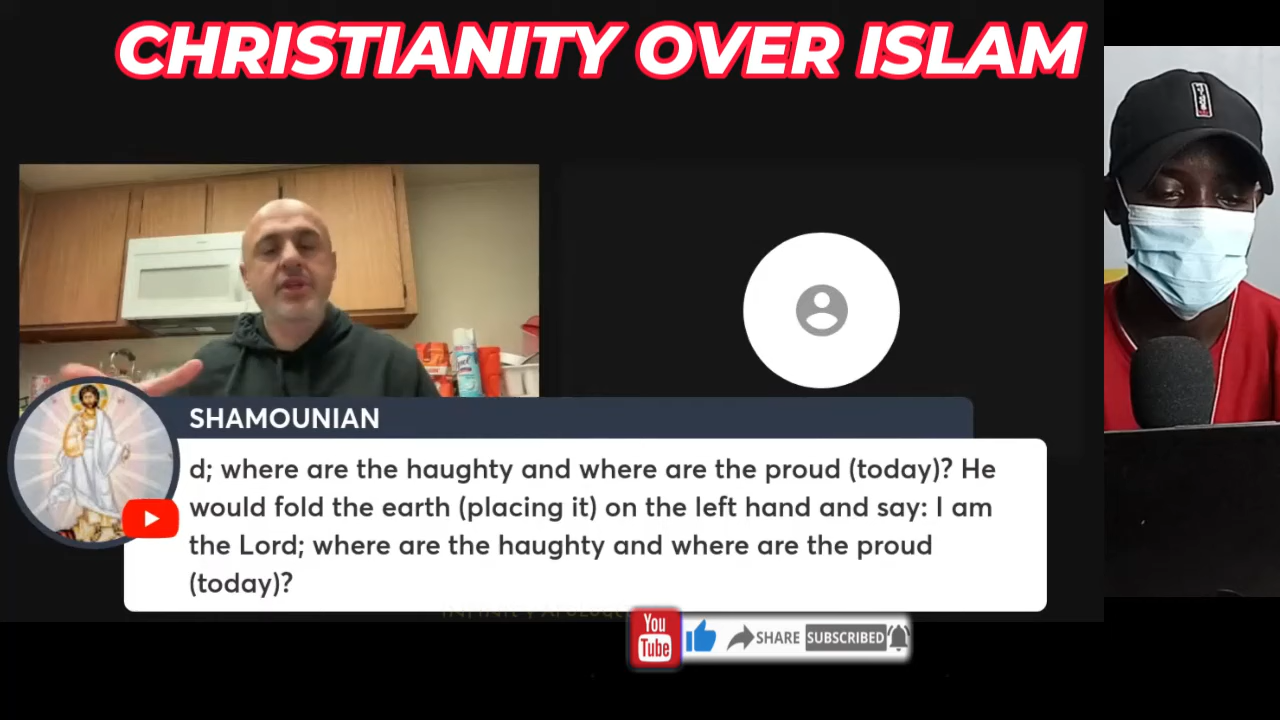 CHRISTIANITY OVER ISLAM
SHAMOUNIAN
d; where are the haughty and where are the proud (today)? He
would fold the earth (placing it) on the left hand and say: I am
the Lord; where are the haughty and where are the proud
(today)?
You
Tube
SHARE
SUBSCRIBED